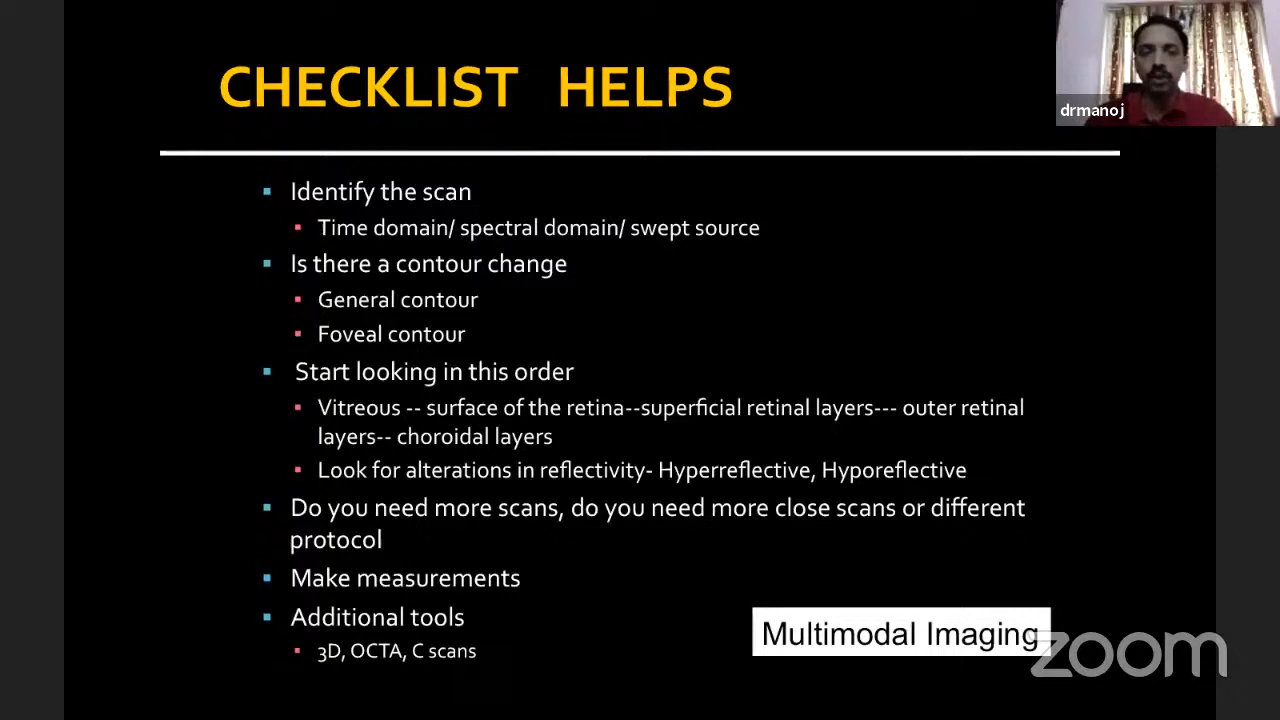 CHECKLIST HELPS
drmanoj
▪ Identify the scan
▪ Time domain/ spectral domain/ swept source
▪ Is there a contour change
▪ General contour
▪ Foveal contour
▪ Start looking in this order
▪ Vitreous -- surface of the retina--superficial retinal layers--- outer retinal
layers-- choroidal layers
▪ Look for alterations in reflectivity- Hyperreflective, Hyporeflective
▪ Do you need more scans, do you need more close scans or different
protocol
▪ Make measurements
▪ Additional tools
▪ 3D, OCTA, C scans
Multimodal Imaging
zoom